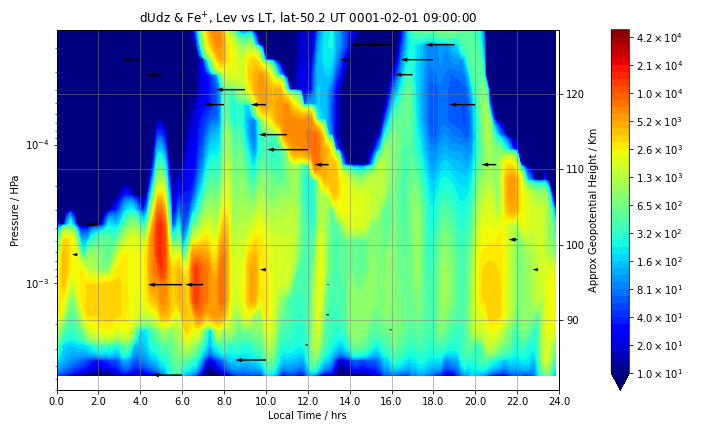 dUdz & Fe⁺, Lev vs LT, lat-50.2 UT 0001-02-01 09:00:00
Pressure / HPa
10⁻⁴
10⁻³
120
110
100
90
Approx Geopotential Height / Km
0.0 2.0 4.0 6.0 8.0 10.0 12.0 14.0 16.0 18.0 20.0 22.0 24.0
Local Time / hrs
4.2 × 10⁴
2.1 × 10⁴
1.0 × 10⁴
5.2 × 10³
2.6 × 10³
1.3 × 10³
6.5 × 10²
3.2 × 10²
1.6 × 10²
8.1 × 10¹
4.0 × 10¹
2.0 × 10¹
1.0 × 10¹